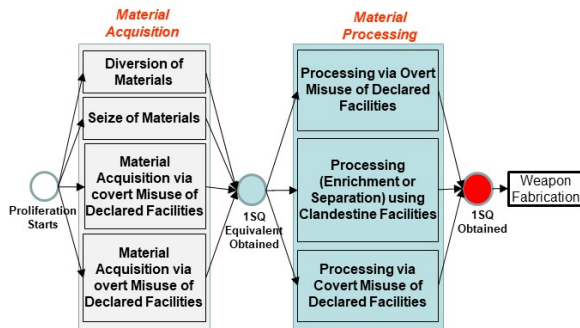 Material
Acquisition
Material
Processing
Diversion of
Materials
Seize of Materials
Material
Acquisition via
covert Misuse of
Declared Facilities
Material
Acquisition via
overt Misuse of
Declared Facilities
Proliferation
Starts
1SQ
Equivalent
Obtained
Processing via Overt
Misuse of Declared
Facilities
Processing
(Enrichment or
Separation) using
Clandestine Facilities
Processing via
Covert Misuse of
Declared Facilities
1SQ
Obtained
Weapon
Fabrication